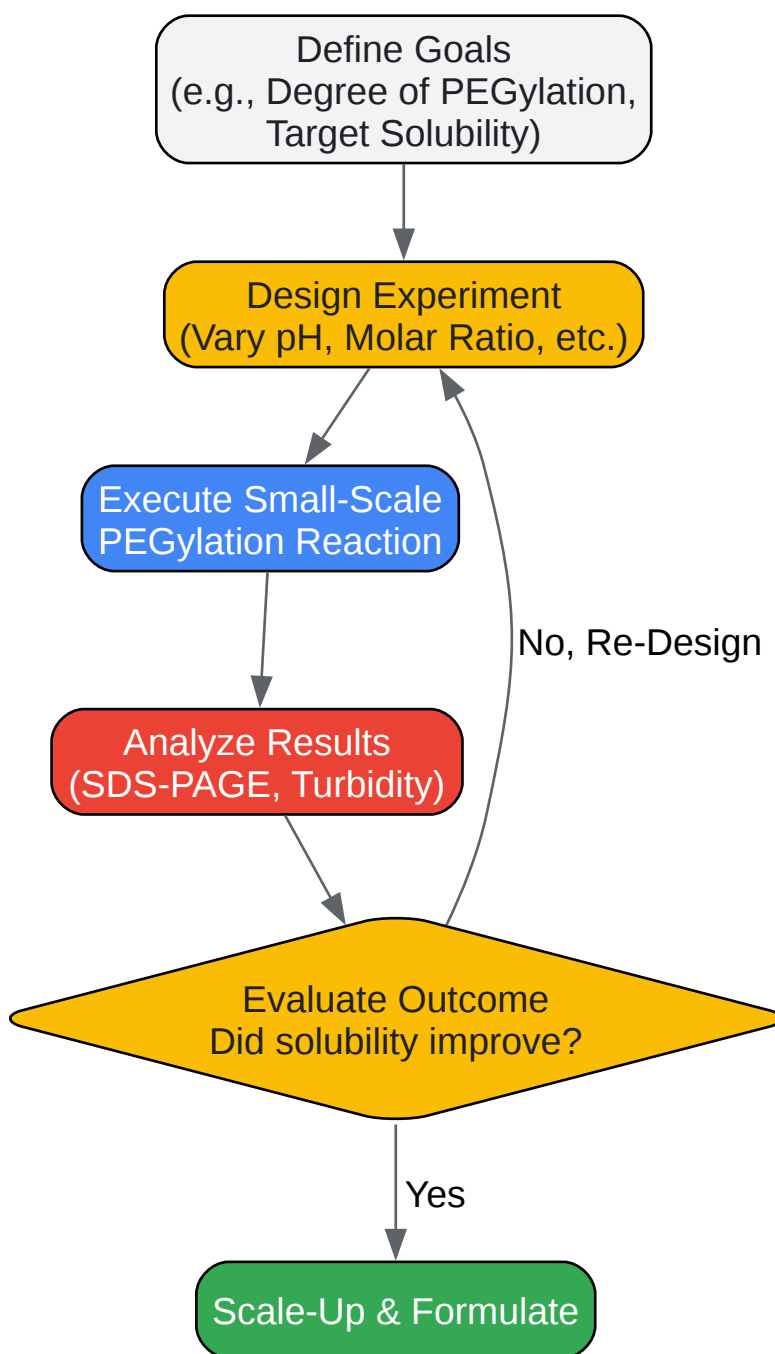 Define Goals
(e.g., Degree of PEGylation,
Target Solubility)
Design Experiment
(Vary pH, Molar Ratio, etc.)
Execute Small-Scale
PEGylation Reaction
No, Re-Design
Analyze Results
(SDS-PAGE, Turbidity)
Evaluate Outcome
Did solubility improve?
Yes
Scale-Up & Formulate